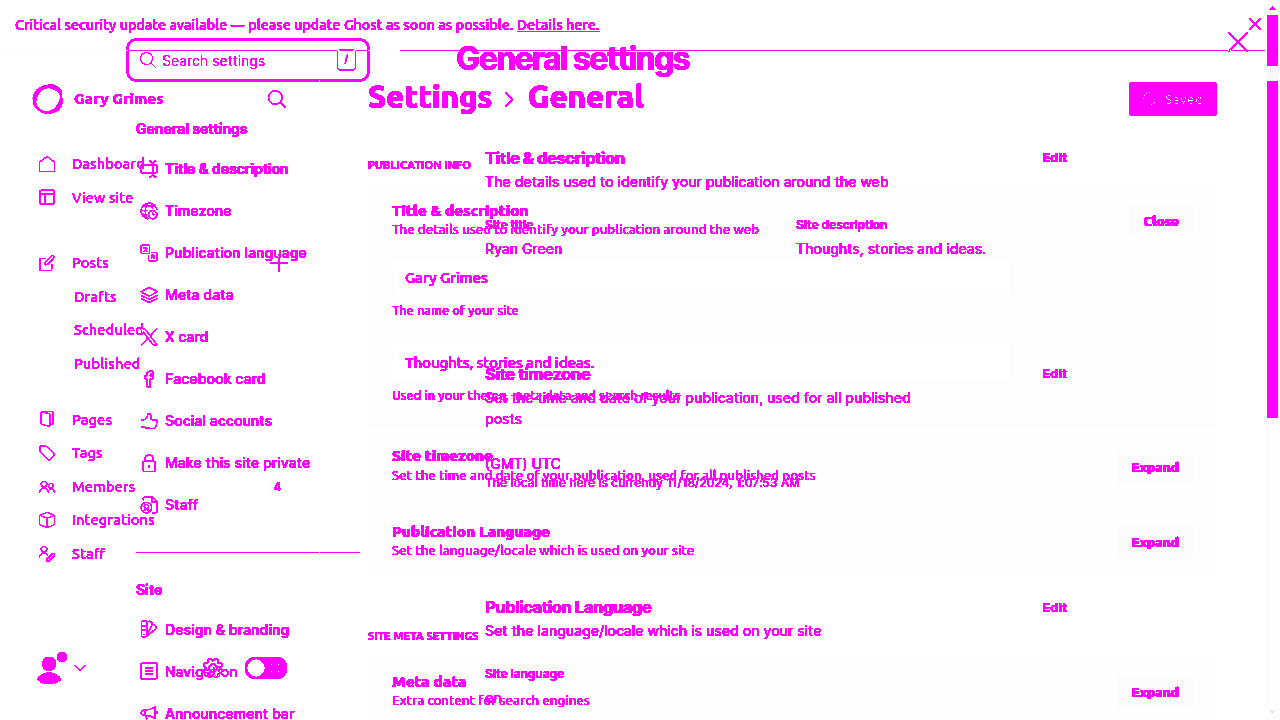 Critical security update available — please update Ghost as soon as possible. Details here.
Search settings
/
General settings
Gary Grimes
Settings > General
Saved
General settings
Dashboard
Title & description
View site
Timezone
Publication language
Posts
Drafts
Meta data
Scheduled
X card
Published
Facebook card
Pages
Social accounts
Tags
Make this site private
Members
4
Staff
Integrations
Staff
Site
Design & branding
Navigation
Announcement bar
PUBLICATION INFO
Title & description
Edit
The details used to identify your publication around the web
Title & description
The details used to identify your publication around the web
Close
Site title
Site description
Ryan Green
Thoughts, stories and ideas.
Gary Grimes
The name of your site
Thoughts, stories and ideas.
Site timezone
Edit
Used in your theme, meta data and search results
Set the time and date of your publication, used for all published
posts
Site timezone
Set the time and date of your publication, used for all published posts
Expand
(GMT) UTC
The local time here is currently 11/18/2024, 1:07:53 AM
Publication Language
Set the language/locale which is used on your site
Expand
Publication Language
Edit
Set the language/locale which is used on your site
SITE META SETTINGS
Site language
en
Meta data
Extra content for search engines
Expand